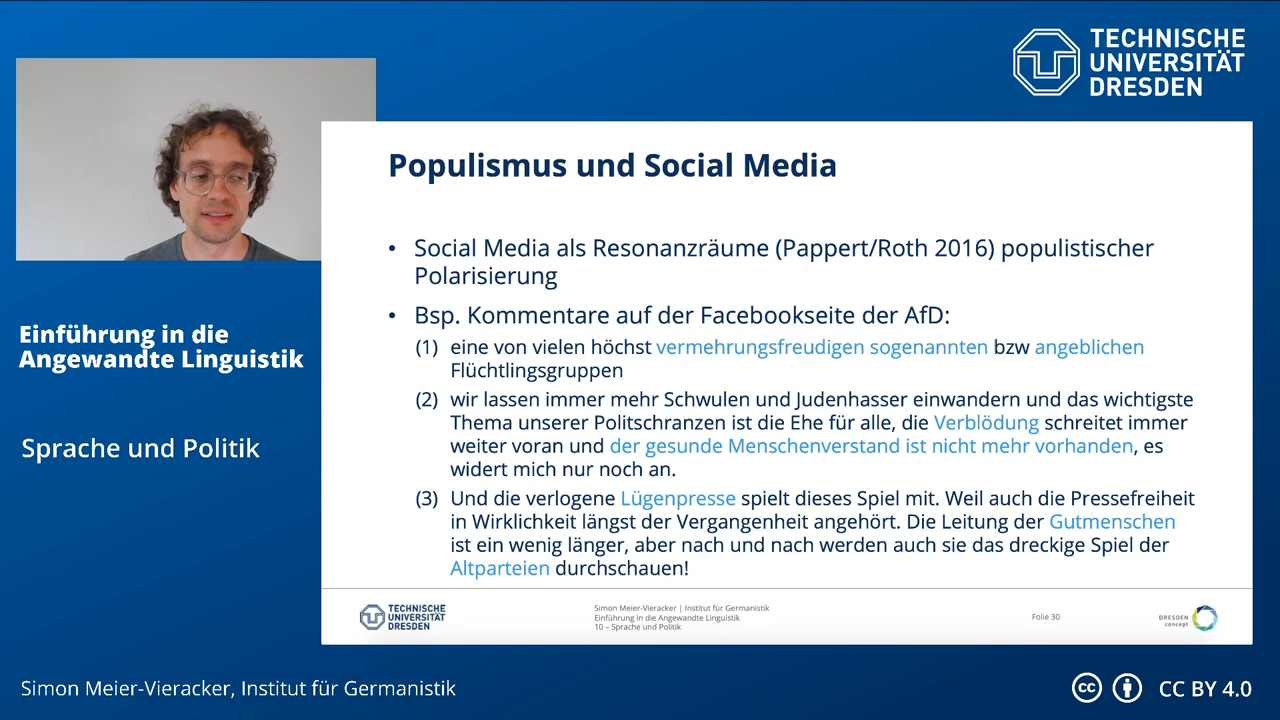 TECHNISCHE
UNIVERSITÄT
DRESDEN
Einführung in die
Angewandte Linguistik
Sprache und Politik
Populismus und Social Media
• Social Media als Resonanzräume (Pappert/Roth 2016) populistischer
Polarisierung
• Bsp. Kommentare auf der Facebookseite der AfD:
(1) eine von vielen höchst vermehrungsfreudigen sogenannten bzw angeblichen
Flüchtlingsgruppen
(2) wir lassen immer mehr Schwulen und Judenhasser einwandern und das wichtigste
Thema unserer Politschranzen ist die Ehe für alle, die Verblödung schreitet immer
weiter voran und der gesunde Menschenverstand ist nicht mehr vorhanden, es
widert mich nur noch an.
(3) Und die verlogene Lügenpresse spielt dieses Spiel mit. Weil auch die Pressefreiheit
in Wirklichkeit längst der Vergangenheit angehört. Die Leitung der Gutmenschen
ist ein wenig länger, aber nach und nach werden auch sie das dreckige Spiel der
Altparteien durchschauen!
TECHNISCHE
UNIVERSITÄT
DRESDEN
Simon Meier-Vieracker | Institut für Germanistik
Einführung in die Angewandte Linguistik
10 – Sprache und Politik
Folie 30
DRESDEN
concept
Simon Meier-Vieracker, Institut für Germanistik
cc
CC BY 4.0